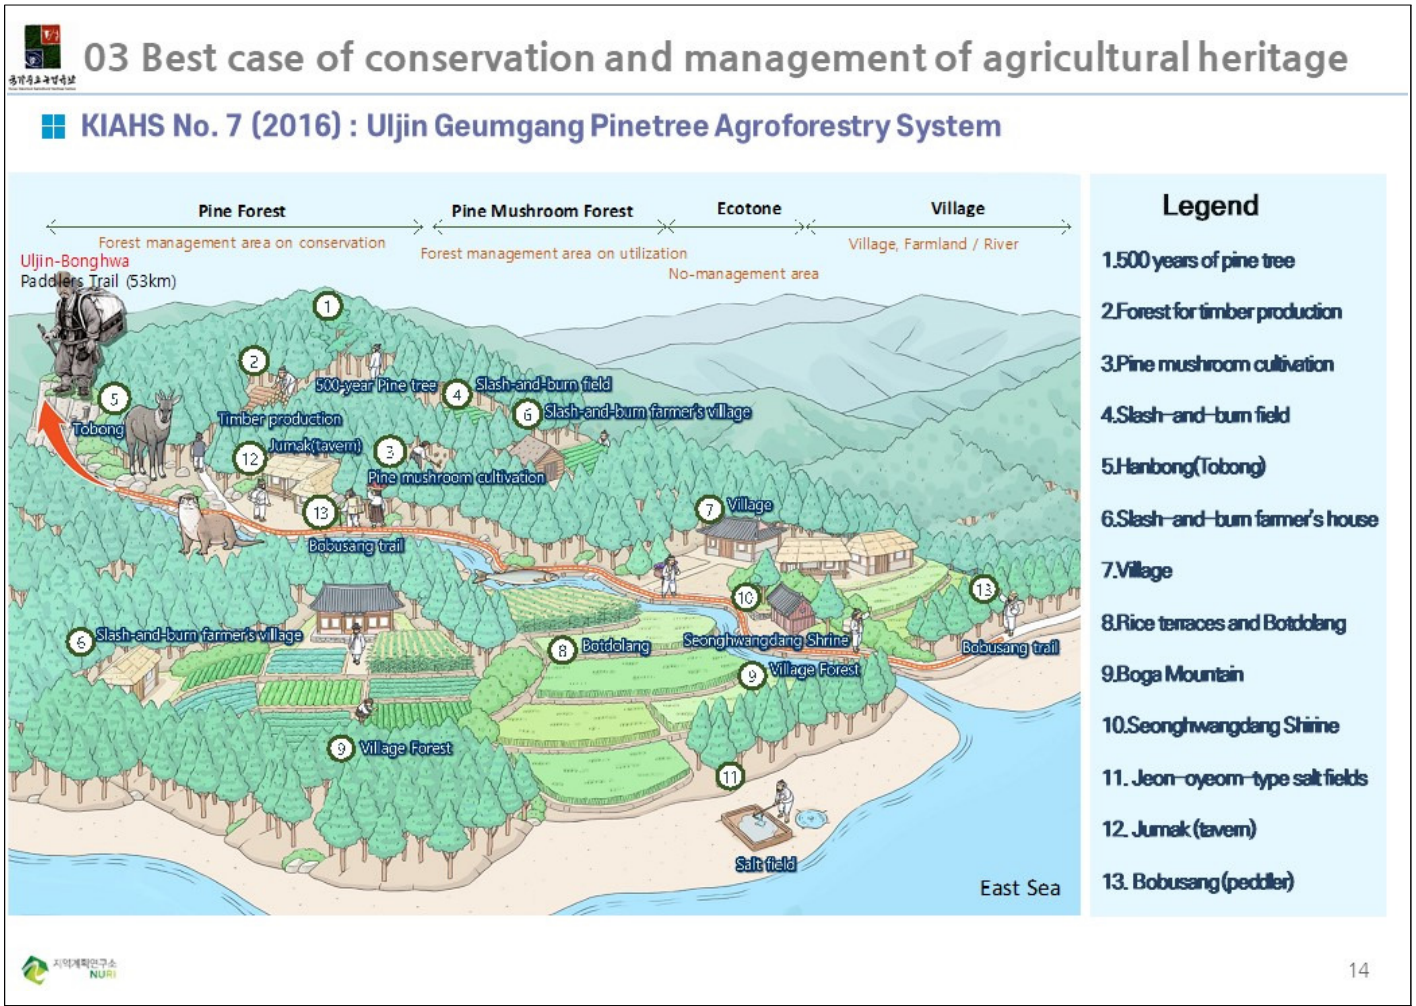 03 Best case of conservation and management of agricultural heritage
KIAHS No. 7 (2016) : Uljin Geumgang Pinetree Agroforestry System
Pine Forest
Pine Mushroom Forest
Ecotone
Village
Forest management area on conservation
Forest management area on utilization
No-management area
Village, Farmland / River
Uljin-Bonghwa
Paddlers Trail (53km)
1
2
500-year Pine tree
4
Slash-and-burn field
5
Tobong
6
Slash-and-burn farmer's village
Timber production
12
Jumak(tavern)
3
Pine mushroom cultivation
13
Bobusang trail
7
Village
10
Seonghwangdang Shrine
13
Bobusang trail
6
Slash-and-burn farmer's village
8
Botdolang
9
Village Forest
9
Village Forest
11
Salt field
East Sea
Legend
1.500 years of pine tree
2.Forest for timber production
3.Pine mushroom cultivation
4.Slash-and-burn field
5.Hanbong(Tobong)
6.Slash-and-burn farmer's house
7.Village
8.Rice terraces and Botdolang
9.Boga Mountain
10.Seonghwangdang Shirine
11. Jeon-oyeom-type salt fields
12. Jumak (tavern)
13. Bobusang (peddler)
지역계획연구소
NURI
14